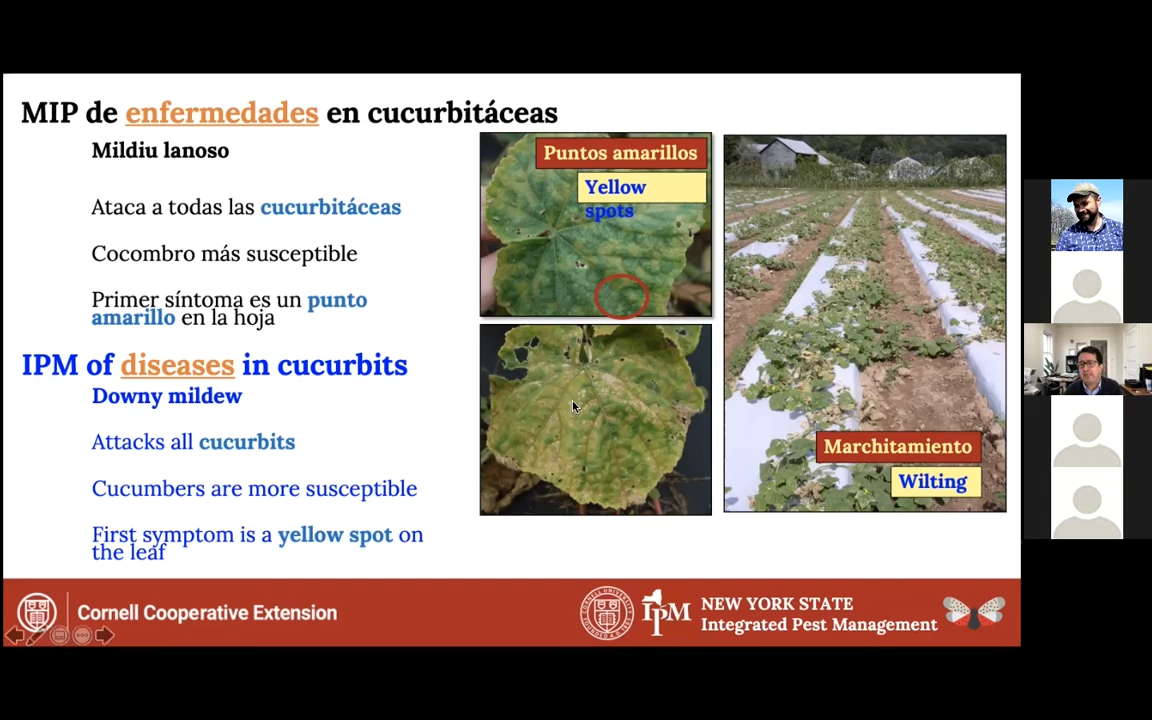 MIP de enfermedades en cucurbitáceas
Mildiu lanoso
Ataca a todas las cucurbitáceas
Cocombro más susceptible
Primer síntoma es un punto
amarillo en la hoja
IPM of diseases in cucurbits
Downy mildew
Attacks all cucurbits
Cucumbers are more susceptible
First symptom is a yellow spot on
the leaf
Puntos amarillos
Yellow
spots
Marchitamiento
Wilting
Cornell Cooperative Extension
IPM
NEW YORK STATE
Integrated Pest Management